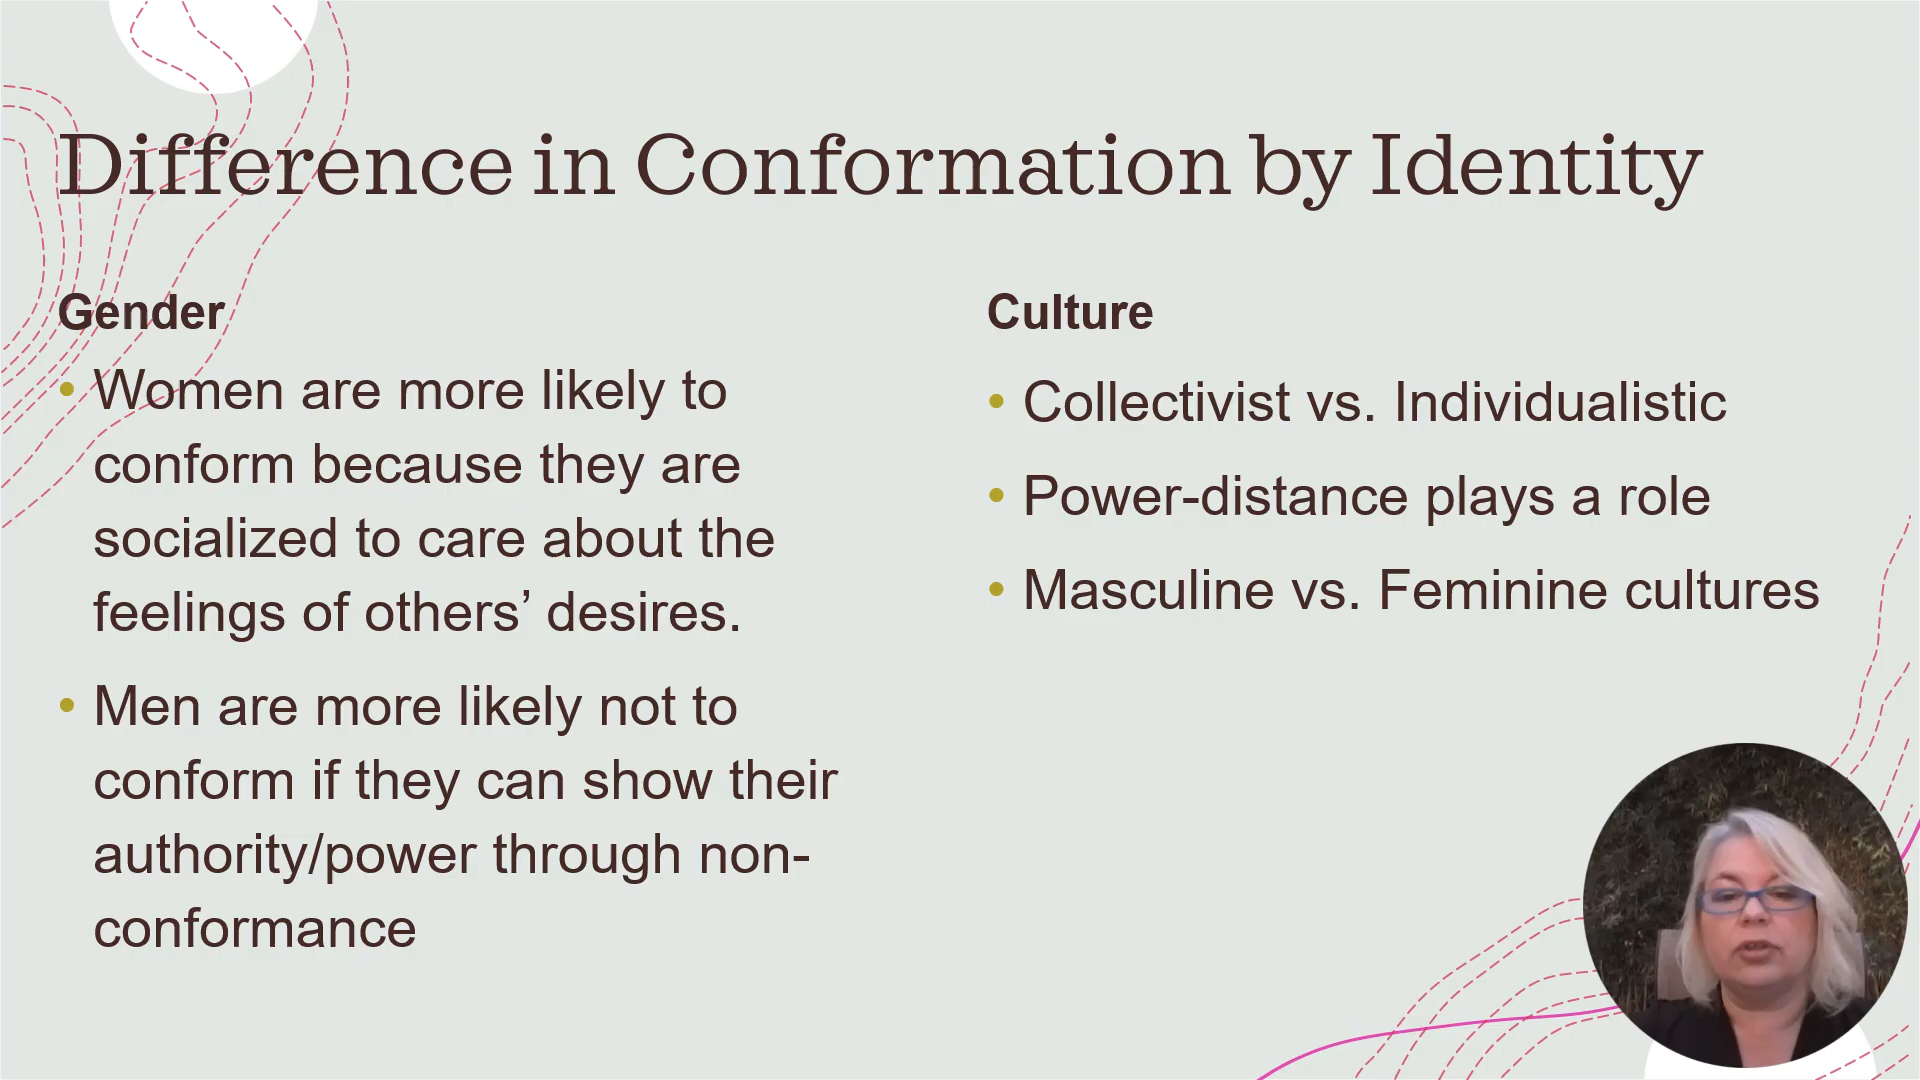 Difference in Conformation by Identity
Gender
• Women are more likely to
conform because they are
socialized to care about the
feelings of others’ desires.
• Men are more likely not to
conform if they can show their
authority/power through non-
conformance
Culture
• Collectivist vs. Individualistic
• Power-distance plays a role
• Masculine vs. Feminine cultures